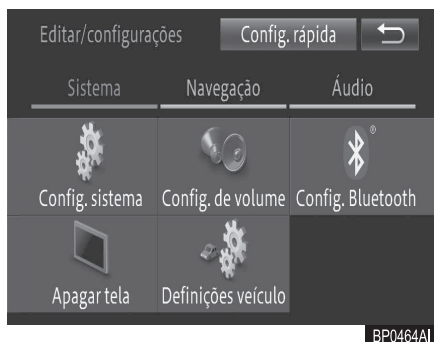 Editar/configurações Config. rápida
Sistema Navegação Áudio
Config. sistema Config. de volume Config. Bluetooth®
Apagar tela Definições veículo
BP0464AI